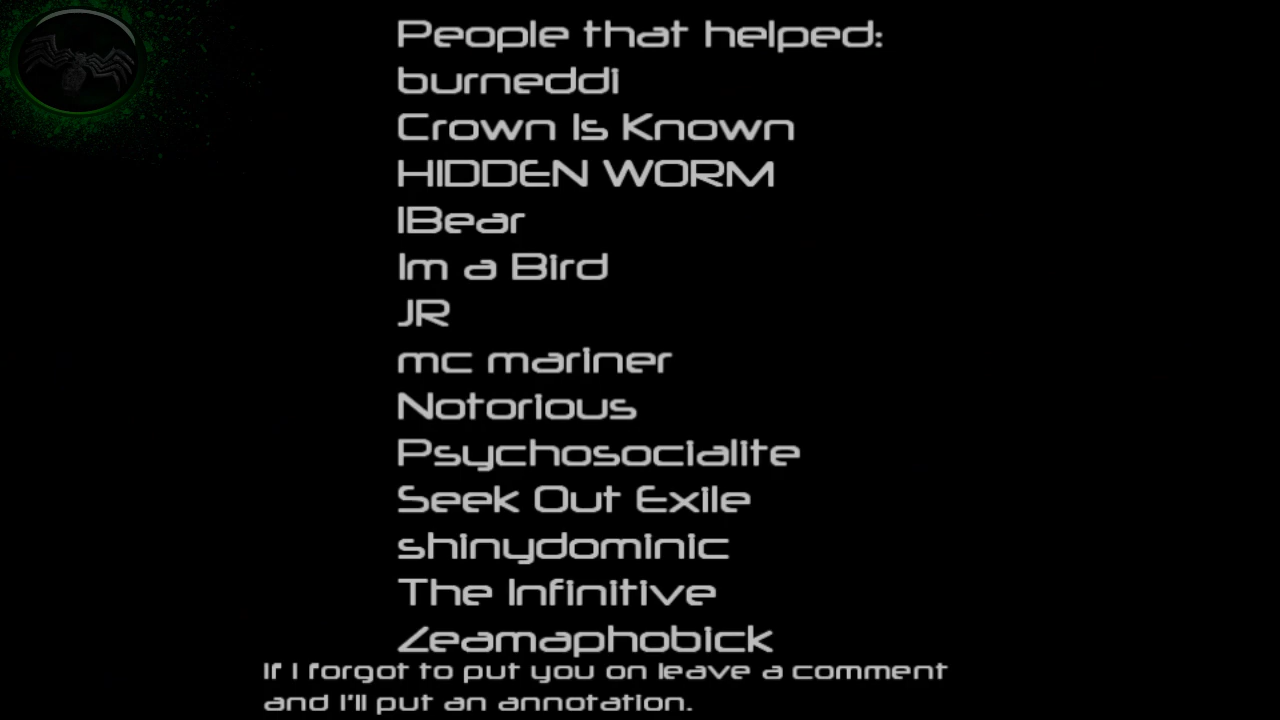 People that helped:
burneddi
Crown Is Known
HIDDEN WORM
IBear
Im a Bird
JR
mc mariner
Notorious
Psychosocialite
Seek Out Exile
shinydominic
The Infinitive
Zeamaphobick
If I forgot to put you on leave a comment
and I'll put an annotation.